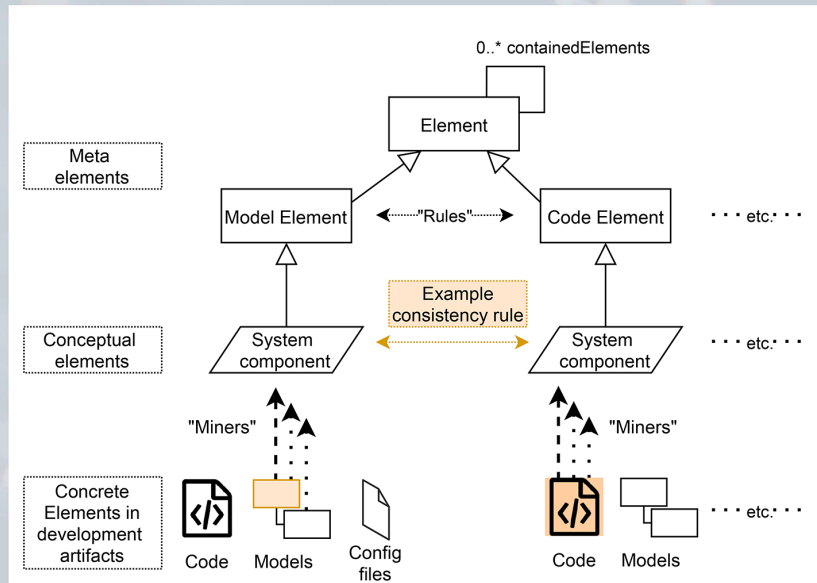 0..* containedElements
Element
Meta
elements
Model Element
"Rules"
Code Element
etc.
Example
consistency rule
Conceptual
elements
System
component
System
component
etc.
"Miners"
"Miners"
Concrete
Elements in
development
artifacts
</>
</>
etc.
Code
Models
Config
files
Code
Models